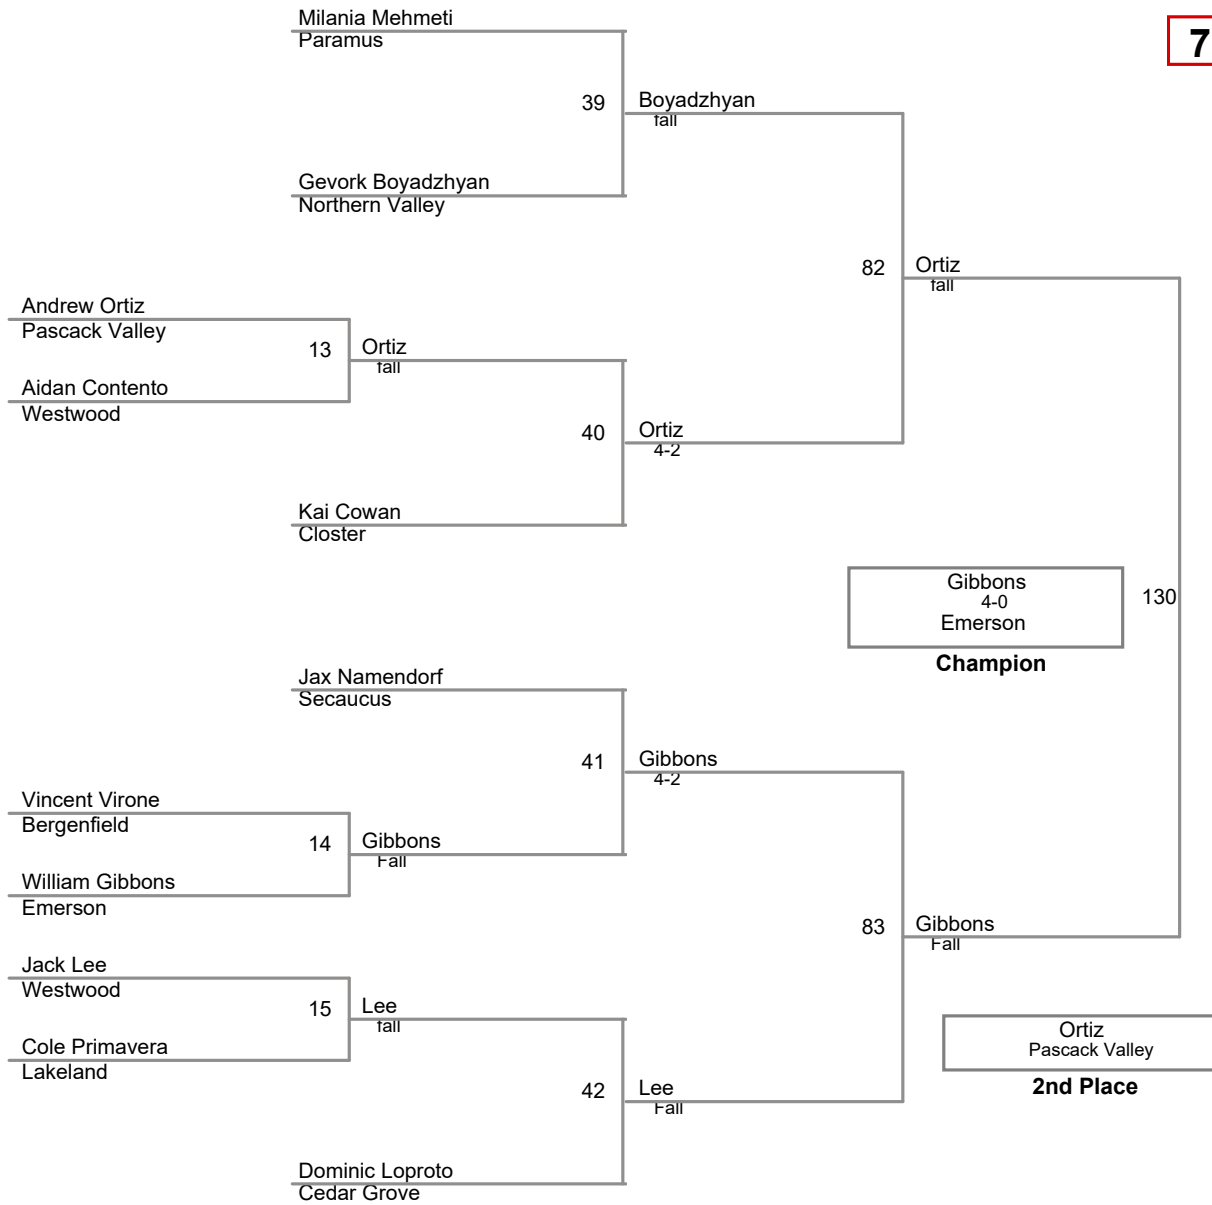 Milania Mehmeti
Paramus
7
39
Boyadzhyan
fall
Gevork Boyadzhyan
Northern Valley
82
Ortiz
fall
Andrew Ortiz
Pascack Valley
13
Ortiz
fall
Aidan Contento
Westwood
40
Ortiz
4-2
Kai Cowan
Closter
Gibbons
4-0
Emerson
130
Champion
Jax Namendorf
Secaucus
41
Gibbons
4-2
Vincent Virone
Bergenfield
14
Gibbons
Fall
William Gibbons
Emerson
83
Gibbons
Fall
Jack Lee
Westwood
15
Lee
fall
Cole Primavera
Lakeland
Ortiz
Pascack Valley
2nd Place
42
Lee
Fall
Dominic Loproto
Cedar Grove